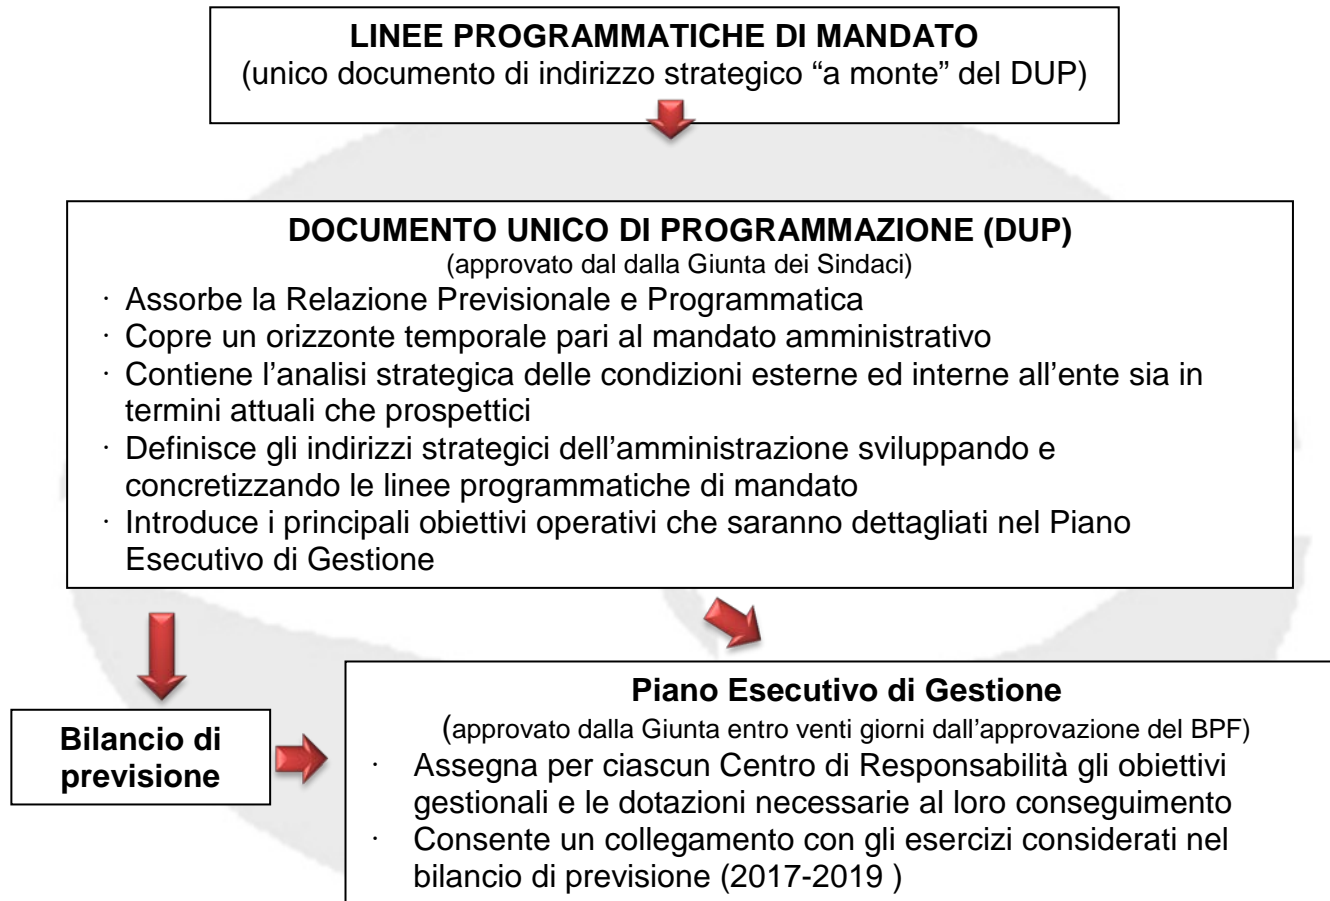 LINEE PROGRAMMATICHE DI MANDATO
(unico documento di indirizzo strategico “a monte” del DUP)
DOCUMENTO UNICO DI PROGRAMMAZIONE (DUP)
(approvato dal dalla Giunta dei Sindaci)
· Assorbe la Relazione Previsionale e Programmatica
· Copre un orizzonte temporale pari al mandato amministrativo
· Contiene l’analisi strategica delle condizioni esterne ed interne all’ente sia in
termini attuali che prospettici
· Definisce gli indirizzi strategici dell’amministrazione sviluppando e
concretizzando le linee programmatiche di mandato
· Introduce i principali obiettivi operativi che saranno dettagliati nel Piano
Esecutivo di Gestione
Bilancio di
previsione
Piano Esecutivo di Gestione
(approvato dalla Giunta entro venti giorni dall’approvazione del BPF)
· Assegna per ciascun Centro di Responsabilità gli obiettivi
gestionali e le dotazioni necessarie al loro conseguimento
· Consente un collegamento con gli esercizi considerati nel
bilancio di previsione (2017-2019 )